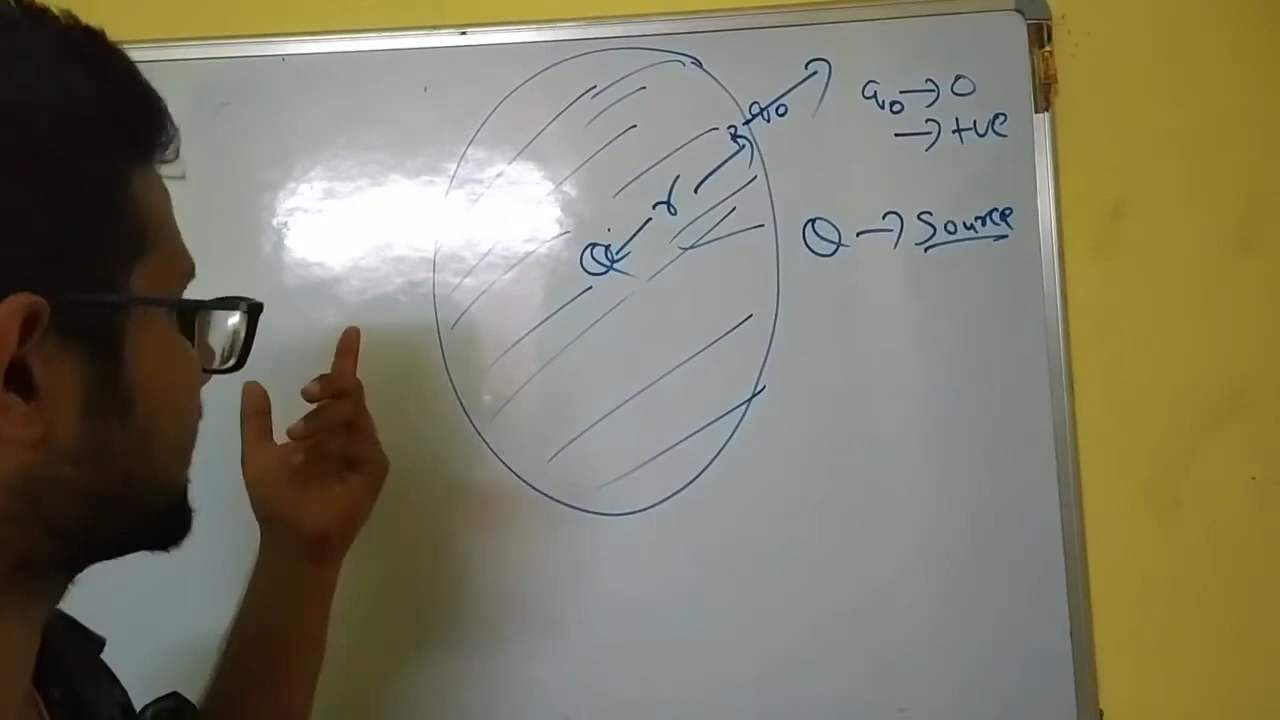 q₀ → 0
→ +ve
q₀
r
Q
Q → Source